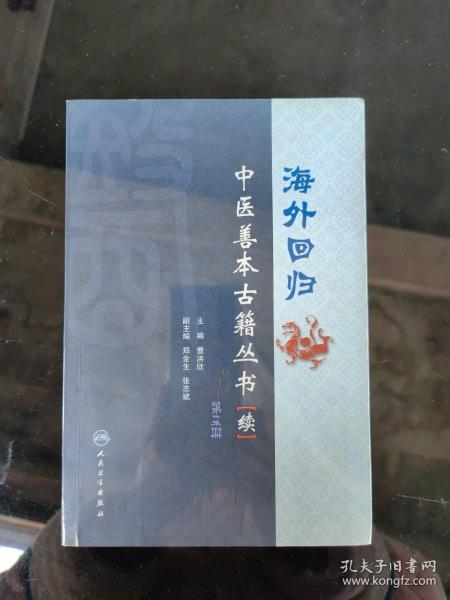 海外回归
中医善本古籍丛书【续】
第三册
主编 曹洪欣
副主编 郑金生 张志斌
人民卫生出版社
孔夫子旧书网
www.kongfz.com